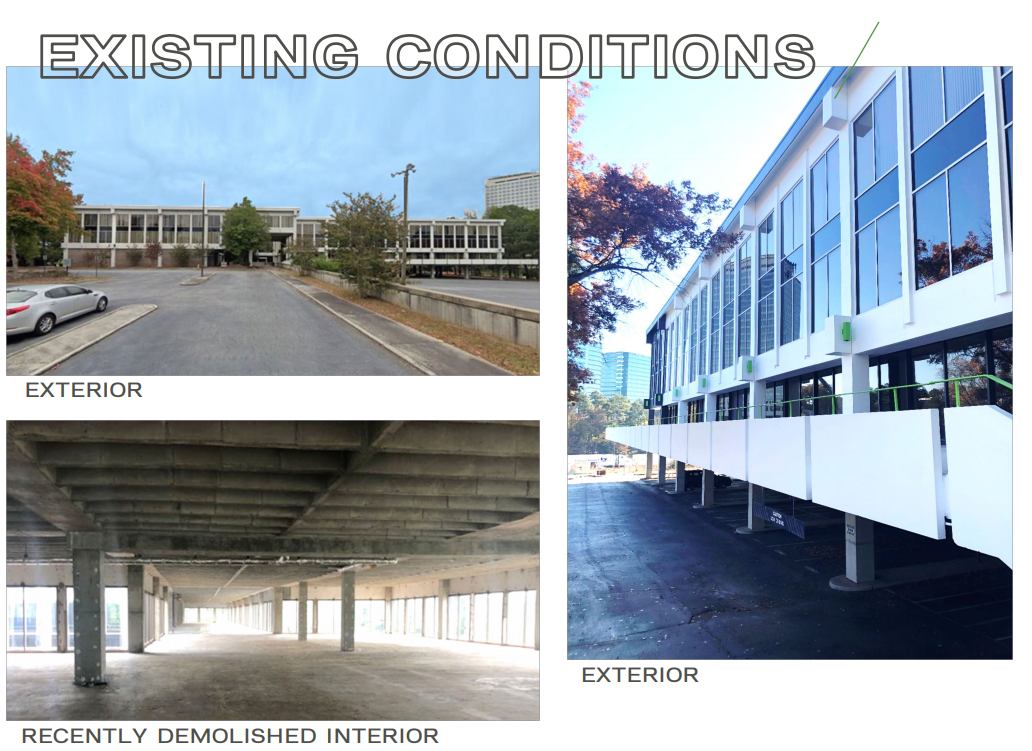 EXISTING CONDITIONS
EXTERIOR
RECENTLY DEMOLISHED INTERIOR
EXTERIOR